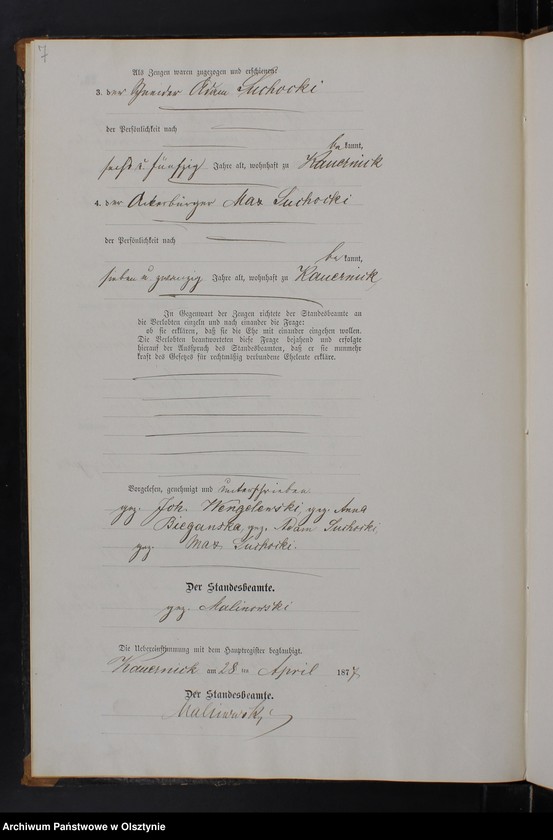 7
Als Zeugen waren zugezogen und erschienen:
3. der Schneider Adam Suchocki
der Persönlichkeit nach
bekannt,
sechs u. fünfzig Jahre alt, wohnhaft zu Kauernick
4. der Ackerbürger Max Suchocki
der Persönlichkeit nach
bekannt,
sieben u. zwanzig Jahre alt, wohnhaft zu Kauernick
In Gegenwart der Zeugen richtete der Standesbeamte an
die Verlobten einzeln und nach einander die Frage:
ob sie erklären, daß sie die Ehe mit einander eingehen wollen.
Die Verlobten beantworteten diese Frage bejahend und erfolgte
hierauf der Ausspruch des Standesbeamten, daß er sie nunmehr
kraft des Gesetzes für rechtmäßig verbundene Eheleute erkläre.
Vorgelesen, genehmigt und unterschrieben
gez. Joh. Wengelewski, gez. Anna
Bieganska, gez. Adam Suchocki,
gez. Max Suchocki.
Der Standesbeamte.
gez. Malinowski
Die Uebereinstimmung mit dem Hauptregister beglaubigt.
Kauernick am 28 ten April 1877
Der Standesbeamte.
Malinowski
Archiwum Państwowe w Olsztynie